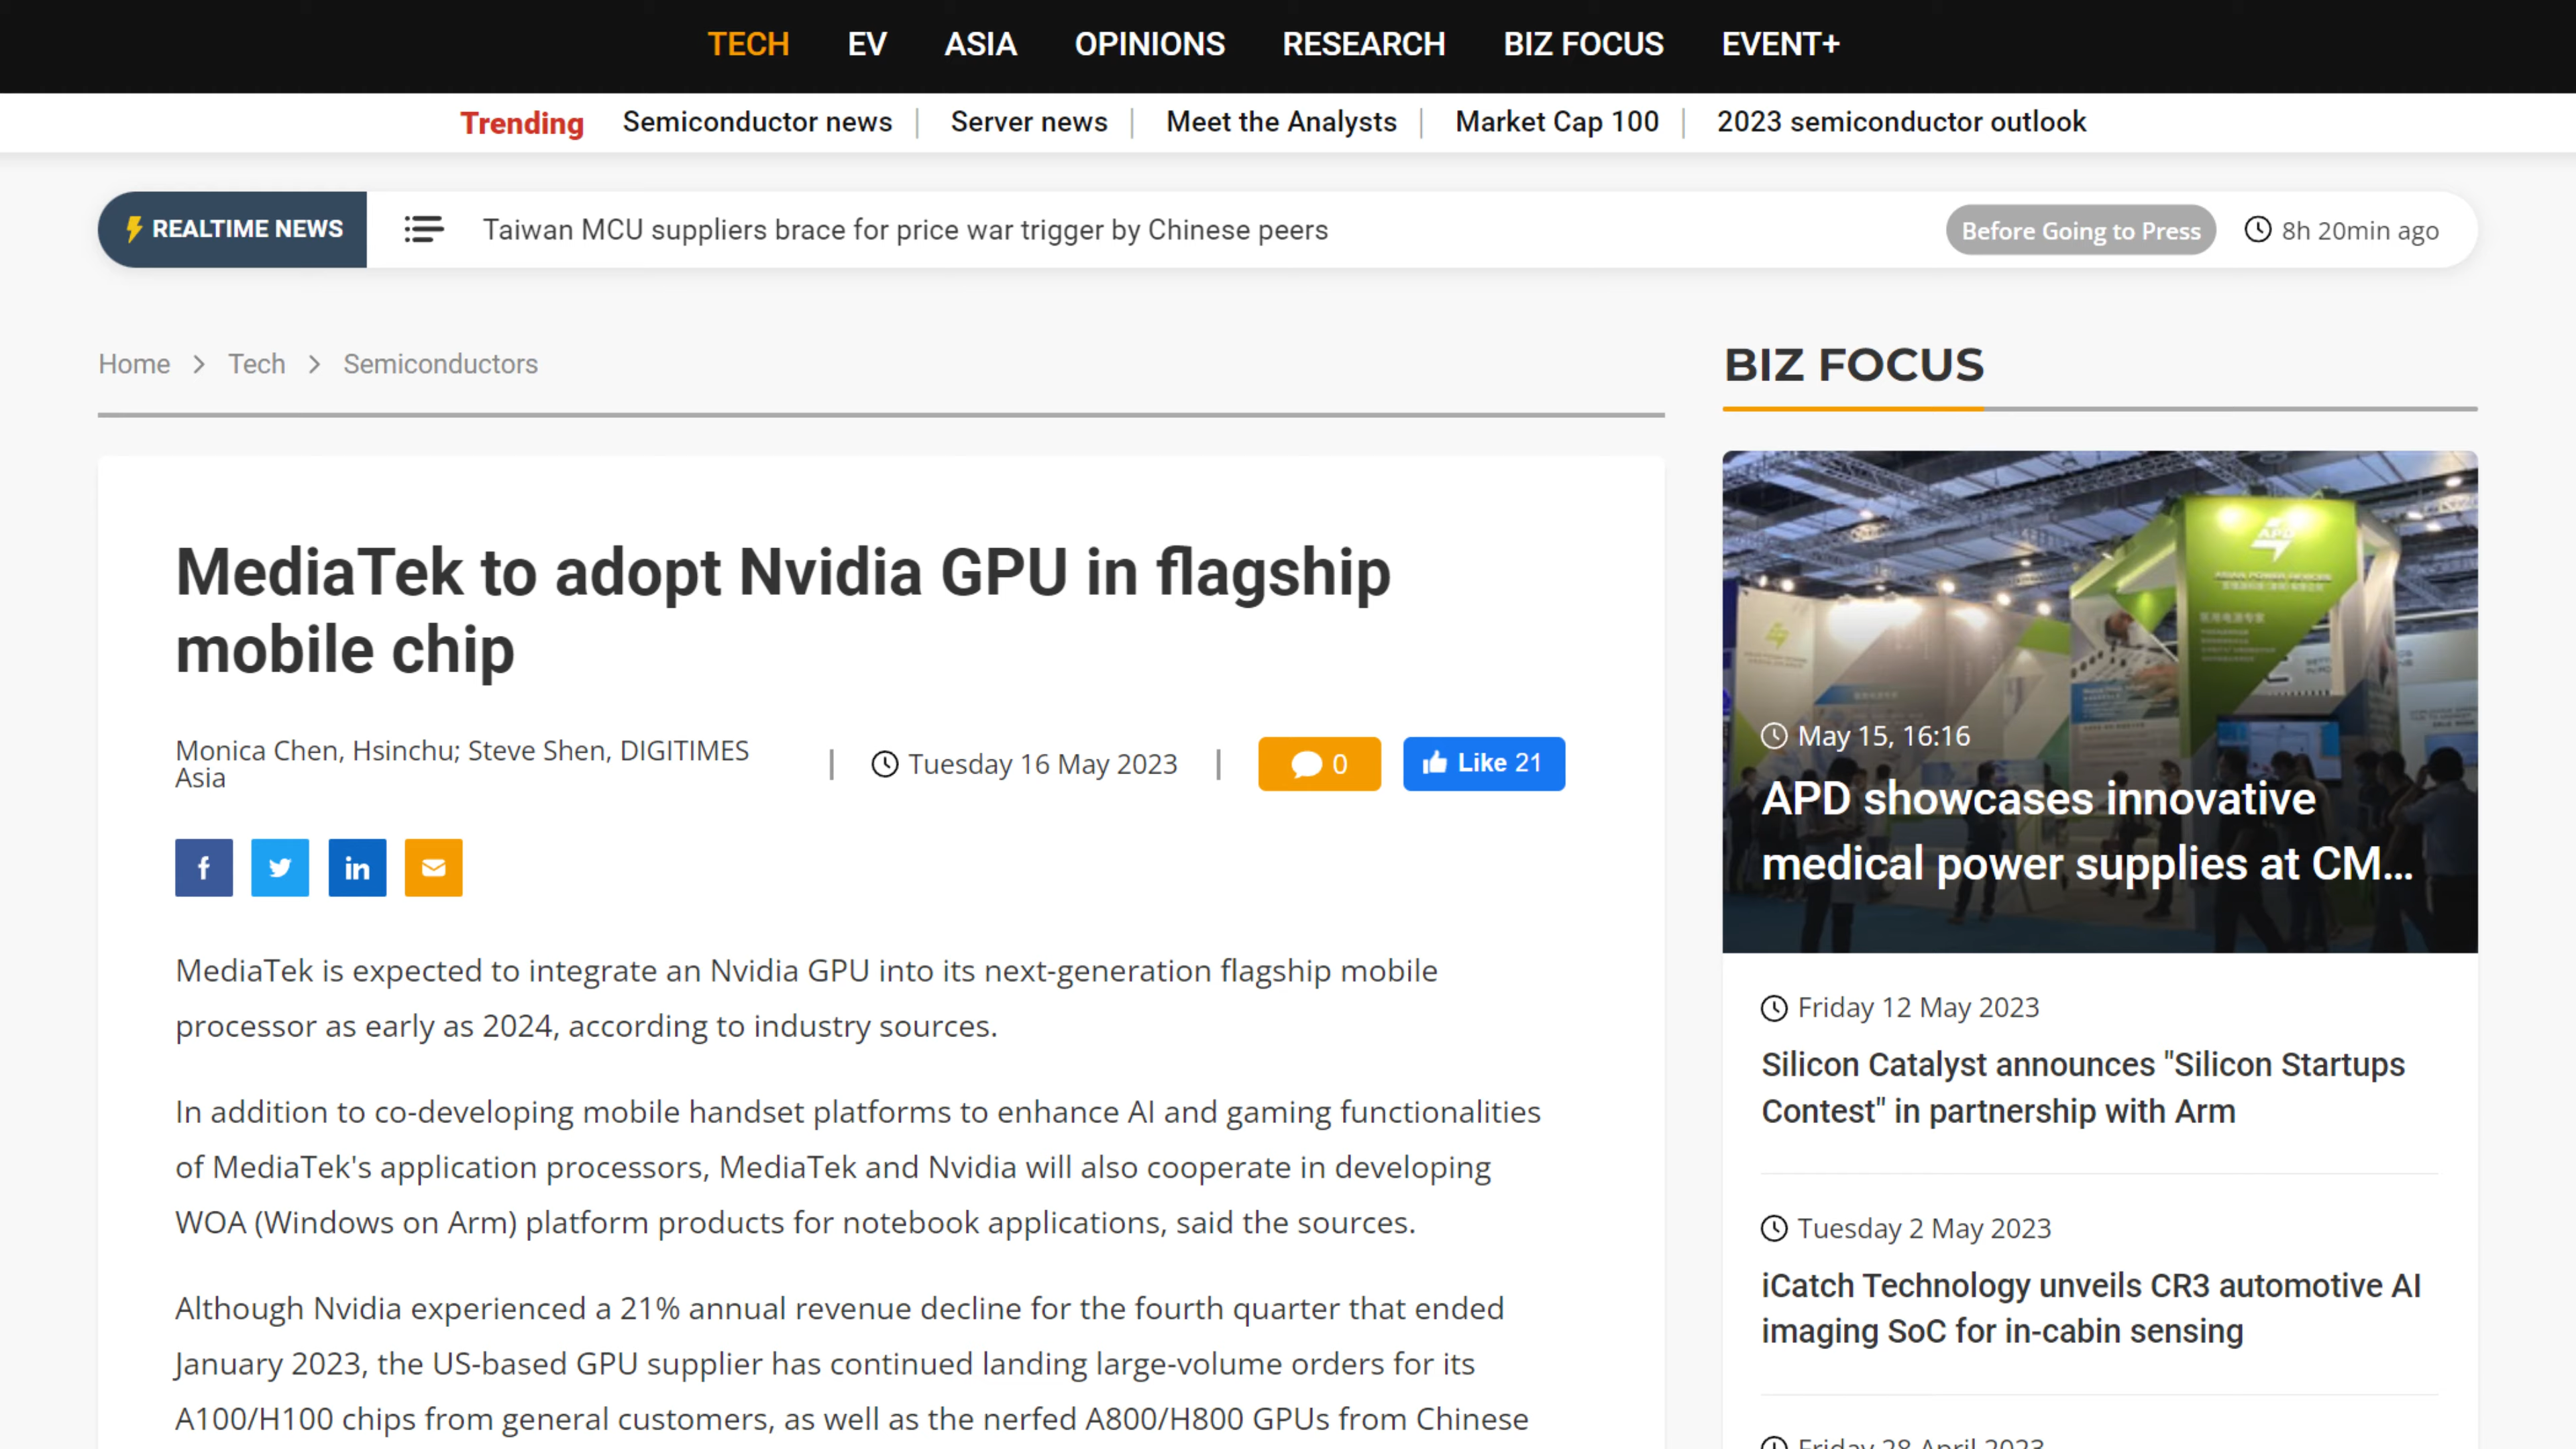 TECH EV ASIA OPINIONS RESEARCH BIZ FOCUS EVENT+
Trending Semiconductor news | Server news | Meet the Analysts | Market Cap 100 | 2023 semiconductor outlook
REALTIME NEWS Taiwan MCU suppliers brace for price war trigger by Chinese peers Before Going to Press 8h 20min ago
Home > Tech > Semiconductors
MediaTek to adopt Nvidia GPU in flagship
mobile chip
Monica Chen, Hsinchu; Steve Shen, DIGITIMES
Asia
| Tuesday 16 May 2023 | 0 Like 21
f in
MediaTek is expected to integrate an Nvidia GPU into its next-generation flagship mobile
processor as early as 2024, according to industry sources.
In addition to co-developing mobile handset platforms to enhance AI and gaming functionalities
of MediaTek's application processors, MediaTek and Nvidia will also cooperate in developing
WOA (Windows on Arm) platform products for notebook applications, said the sources.
Although Nvidia experienced a 21% annual revenue decline for the fourth quarter that ended
January 2023, the US-based GPU supplier has continued landing large-volume orders for its
A100/H100 chips from general customers, as well as the nerfed A800/H800 GPUs from Chinese
BIZ FOCUS
APD
ASIAN POWER DEVICES
May 15, 16:16
APD showcases innovative
medical power supplies at CM...
Friday 12 May 2023
Silicon Catalyst announces "Silicon Startups
Contest" in partnership with Arm
Tuesday 2 May 2023
iCatch Technology unveils CR3 automotive AI
imaging SoC for in-cabin sensing
Friday 28 April 2023